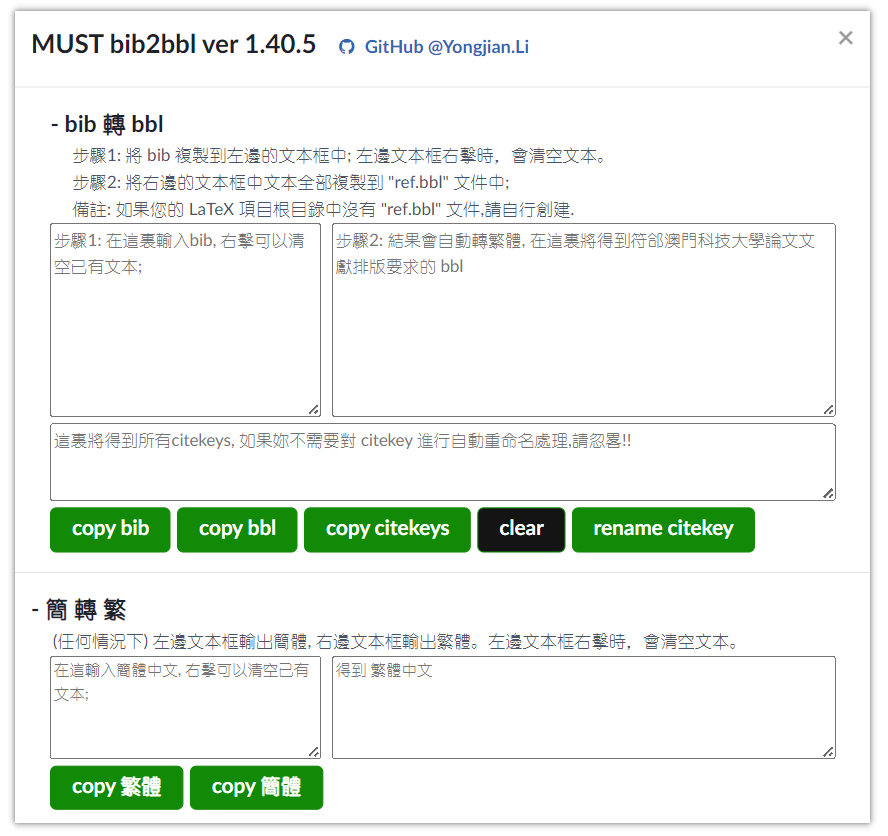 MUST bib2bbl ver 1.40.5 GitHub @Yongjian.Li ×
- bib 轉 bbl
步驟1: 將 bib 複製到左邊的文本框中; 左邊文本框右擊時，會清空文本。
步驟2: 將右邊的文本框中文本全部複製到 "ref.bbl" 文件中;
備註: 如果您的 LaTeX 項目根目錄中沒有 "ref.bbl" 文件,請自行創建.
步驟1: 在這裏輸入bib, 右擊可以清
空已有文本;
步驟2: 結果會自動轉繁體, 在這裏將得到符郃澳門科技大學論文文
獻排版要求的 bbl
這裏將得到所有citekeys, 如果妳不需要對 citekey 進行自動重命名處理,請忽畧!!
copy bib copy bbl copy citekeys clear rename citekey
- 簡 轉 繁
(任何情況下) 左邊文本框輸出簡體, 右邊文本框輸出繁體。左邊文本框右擊時，會清空文本。
在這輸入簡體中文, 右擊可以清空已有
文本;
得到 繁體中文
copy 繁體 copy 簡體